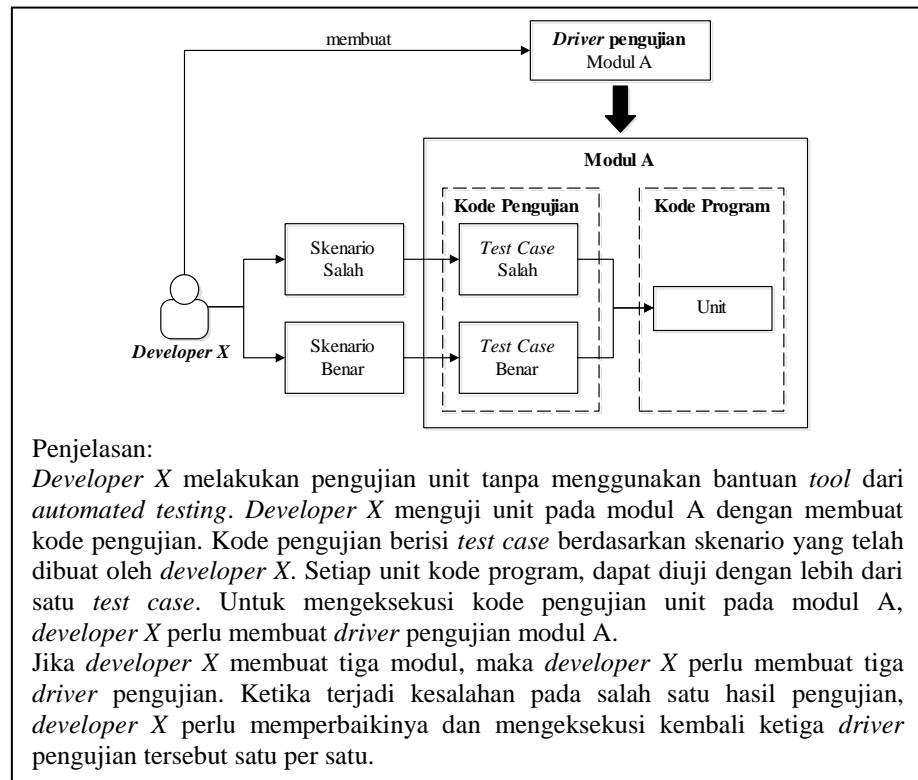 membuat
Driver pengujian
Modul A
Modul A
Kode Pengujian
Kode Program
Skenario
Salah
Test Case
Salah
Unit
Developer X
Skenario
Benar
Test Case
Benar
Penjelasan:
Developer X melakukan pengujian unit tanpa menggunakan bantuan tool dari
automated testing. Developer X menguji unit pada modul A dengan membuat
kode pengujian. Kode pengujian berisi test case berdasarkan skenario yang telah
dibuat oleh developer X. Setiap unit kode program, dapat diuji dengan lebih dari
satu test case. Untuk mengeksekusi kode pengujian unit pada modul A,
developer X perlu membuat driver pengujian modul A.
Jika developer X membuat tiga modul, maka developer X perlu membuat tiga
driver pengujian. Ketika terjadi kesalahan pada salah satu hasil pengujian,
developer X perlu memperbaikinya dan mengeksekusi kembali ketiga driver
pengujian tersebut satu per satu.